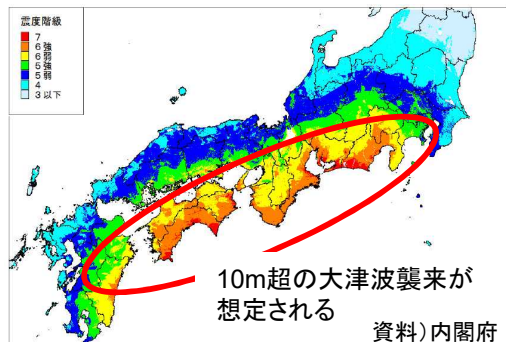 震度階級
7
6強
6弱
5強
5弱
4
3以下
10m超の大津波襲来が
想定される
資料)内閣府